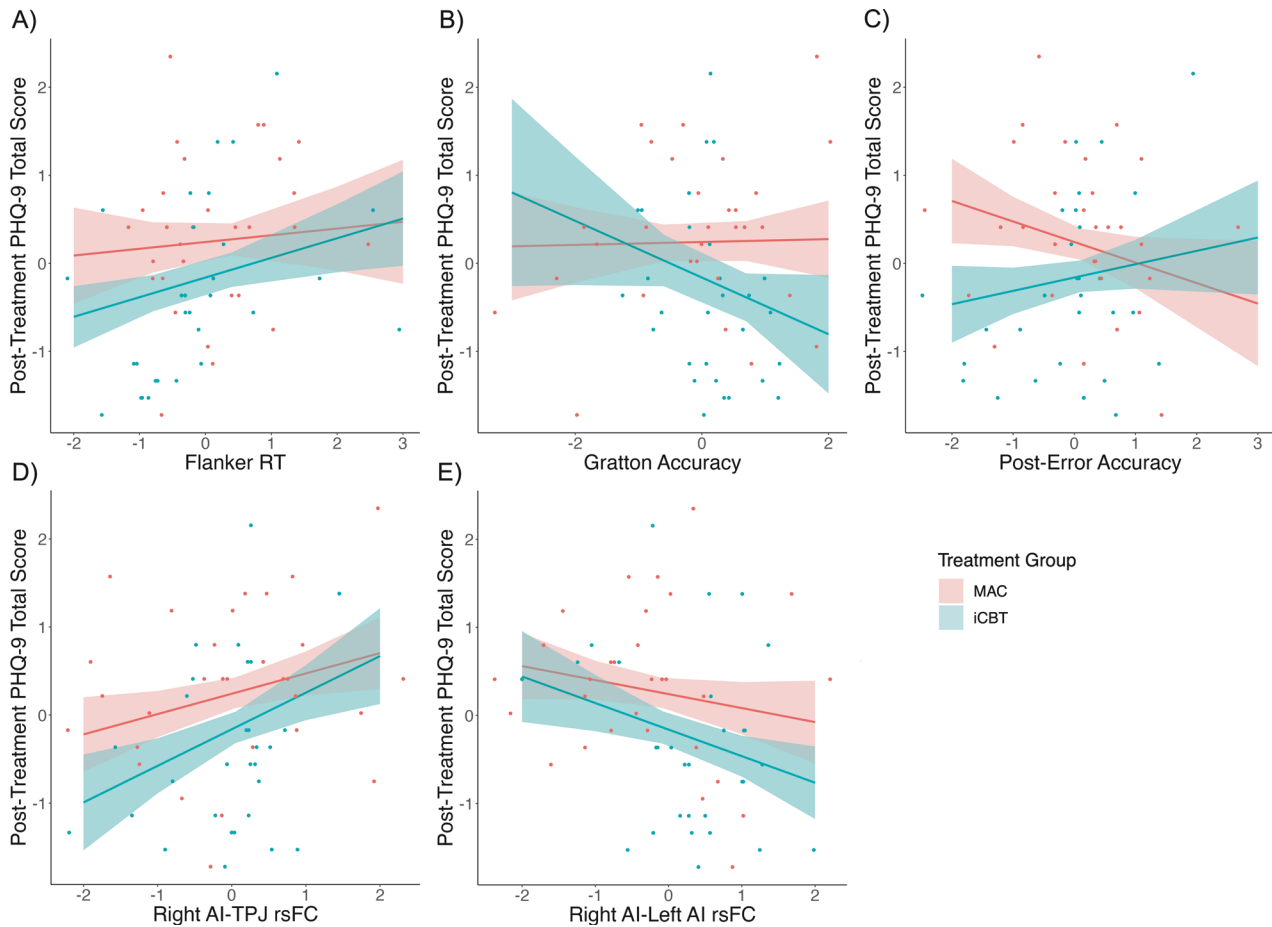 A)
Post-Treatment PHQ-9 Total Score
2
1
0
-1
-2 -1 0 1 2 3
Flanker RT
B)
Post-Treatment PHQ-9 Total Score
2
1
0
-1
-2 0 2
Gratton Accuracy
C)
Post-Treatment PHQ-9 Total Score
2
1
0
-1
-2 -1 0 1 2 3
Post-Error Accuracy
D)
Post-Treatment PHQ-9 Total Score
2
1
0
-1
-2 -1 0 1 2
Right AI-TPJ rsFC
E)
Post-Treatment PHQ-9 Total Score
2
1
0
-1
-2 -1 0 1 2
Right AI-Left AI rsFC
Treatment Group
MAC
iCBT